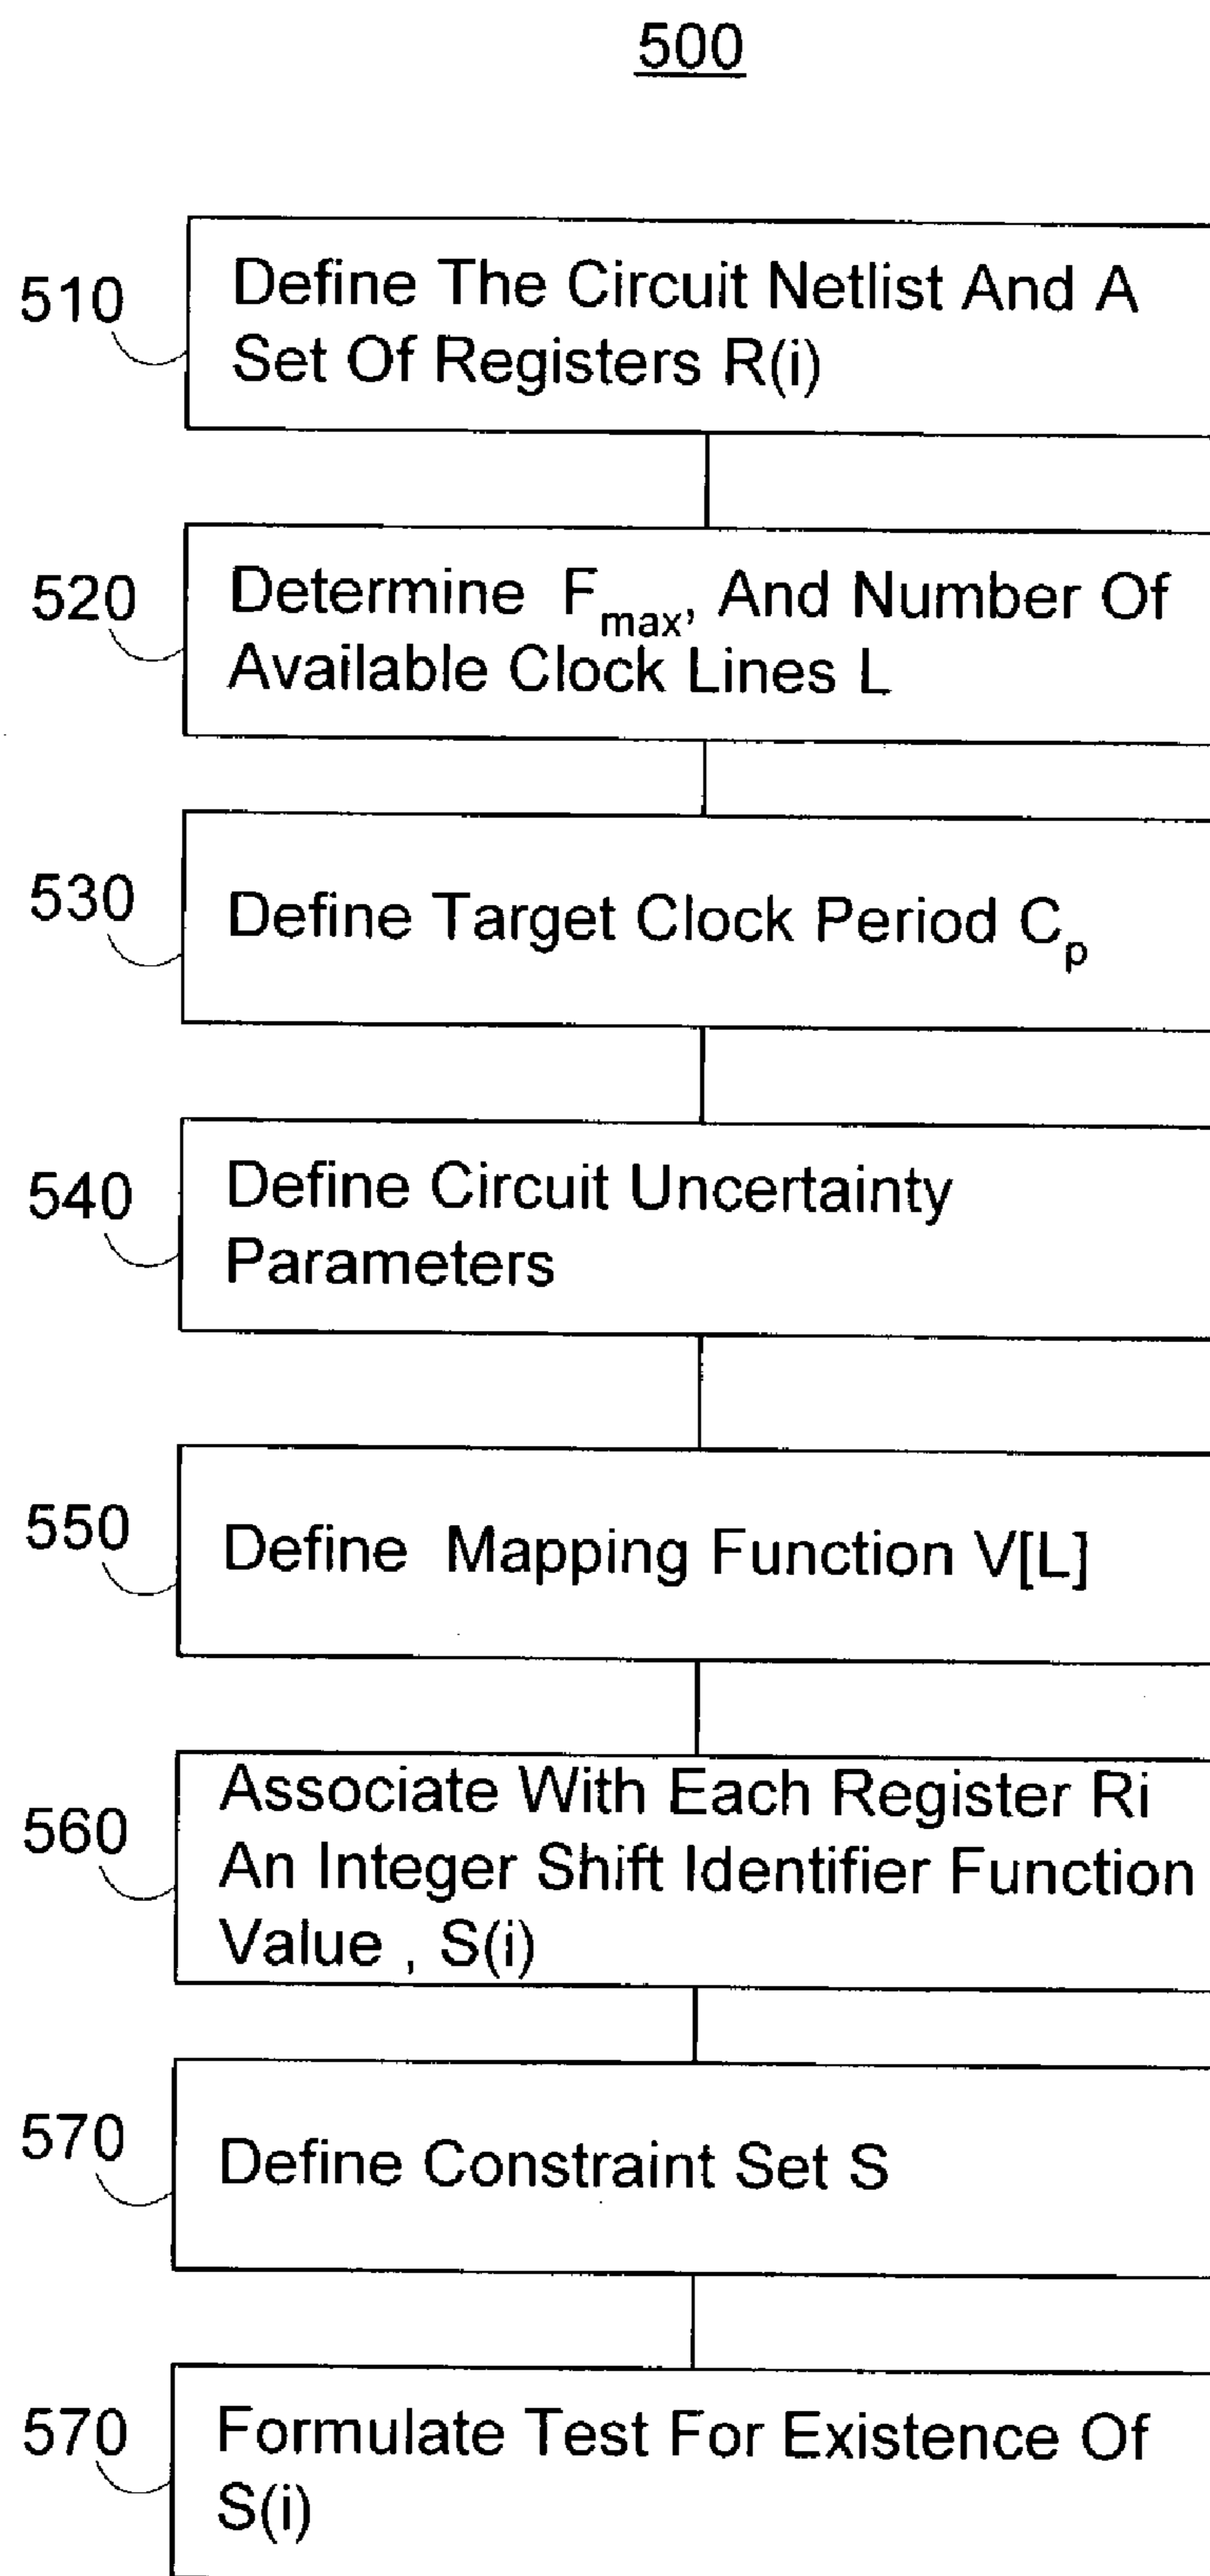 500
510
Define The Circuit Netlist And A
Set Of Registers R(i)
520
Determine Fmax, And Number Of
Available Clock Lines L
530
Define Target Clock Period Cp
540
Define Circuit Uncertainty
Parameters
550
Define Mapping Function V[L]
560
Associate With Each Register Ri
An Integer Shift Identifier Function
Value , S(i)
570
Define Constraint Set S
570
Formulate Test For Existence Of
S(i)